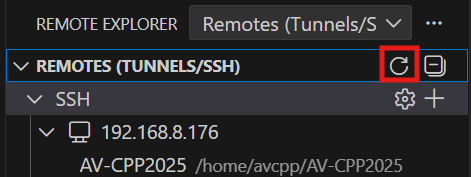 REMOTE EXPLORER Remotes (Tunnels/S
REMOTES (TUNNELS/SSH)
SSH
192.168.8.176
AV-CPP2025 /home/avcpp/AV-CPP2025